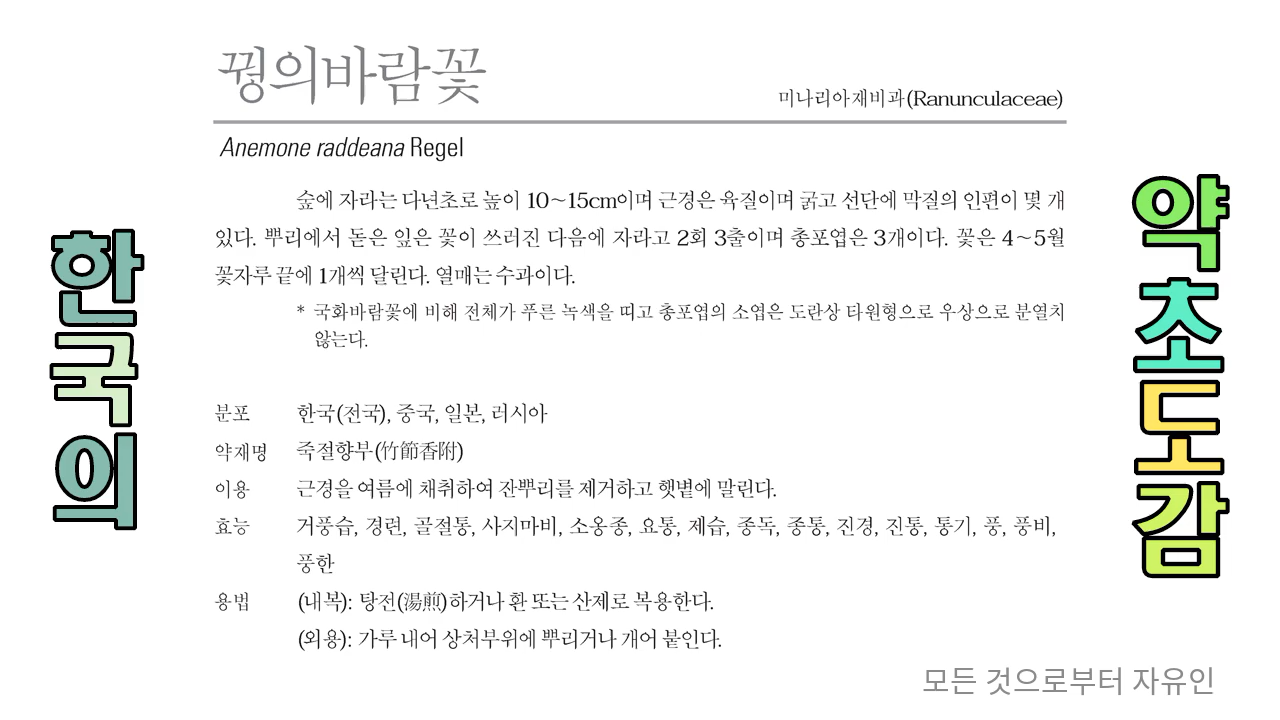 꿩의바람꽃
미나리아재비과(Ranunculaceae)
Anemone raddeana Regel
숲에 자라는 다년초로 높이 10~15cm이며 근경은 육질이며 굵고 선단에 막질의 인편이 몇 개
있다. 뿌리에서 돋은 잎은 꽃이 쓰러진 다음에 자라고 2회 3출이며 총포엽은 3개이다. 꽃은 4~5월
꽃자루 끝에 1개씩 달린다. 열매는 수과이다.
* 국화바람꽃에 비해 전체가 푸른 녹색을 띠고 총포엽의 소엽은 도란상 타원형으로 우상으로 분열치
않는다.
분포 한국(전국), 중국, 일본, 러시아
약재명 죽절향부(竹節香附)
이용 근경을 여름에 채취하여 잔뿌리를 제거하고 햇볕에 말린다.
효능 거풍습, 경련, 골절통, 사지마비, 소옹종, 요통, 제습, 종독, 종통, 진경, 진통, 통기, 풍, 풍비,
풍한
용법 (내복): 탕전(湯煎)하거나 환 또는 산제로 복용한다.
(외용): 가루 내어 상처부위에 뿌리거나 개어 붙인다.
한국의
약초도감
모든 것으로부터 자유인